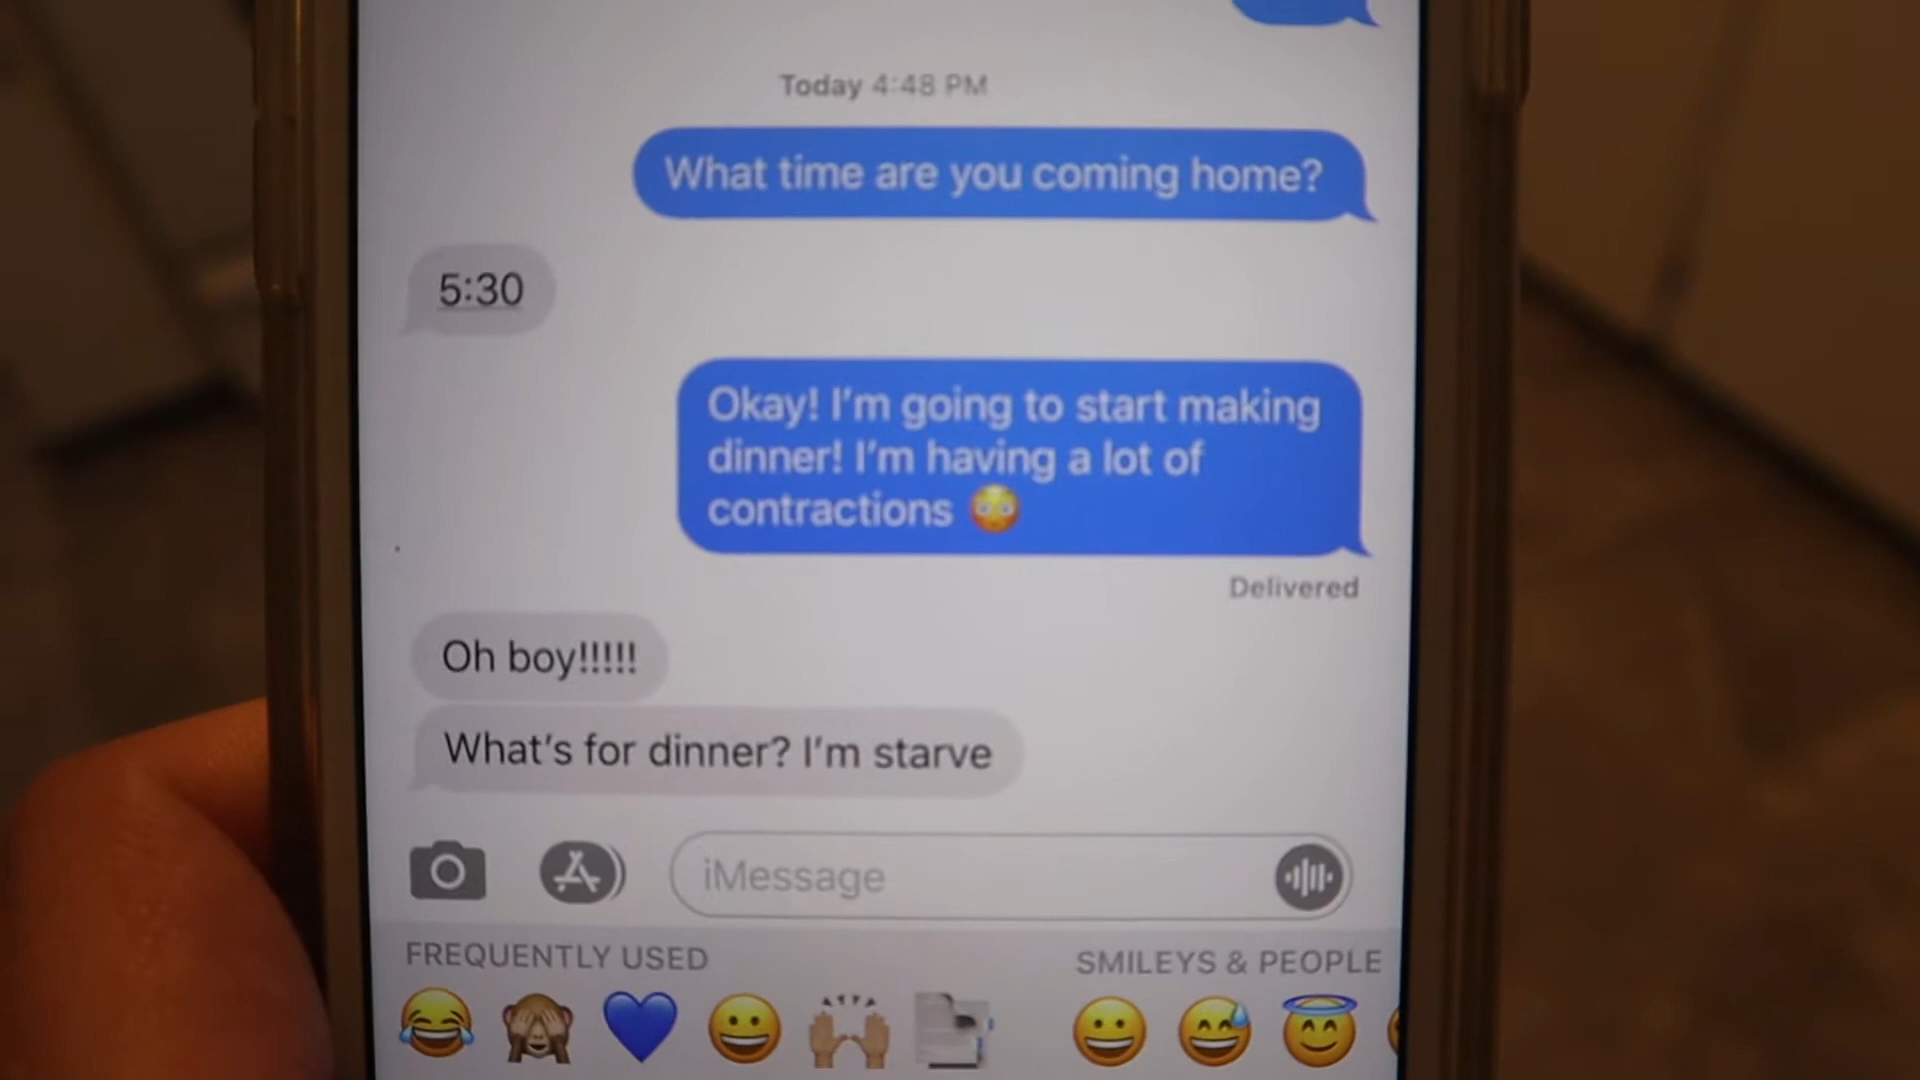 Today 4:48 PM
What time are you coming home?
5:30
Okay! I'm going to start making
dinner! I'm having a lot of
contractions 😳
Delivered
Oh boy!!!!!
What's for dinner? I'm starve
iMessage
FREQUENTLY USED
SMILEYS & PEOPLE